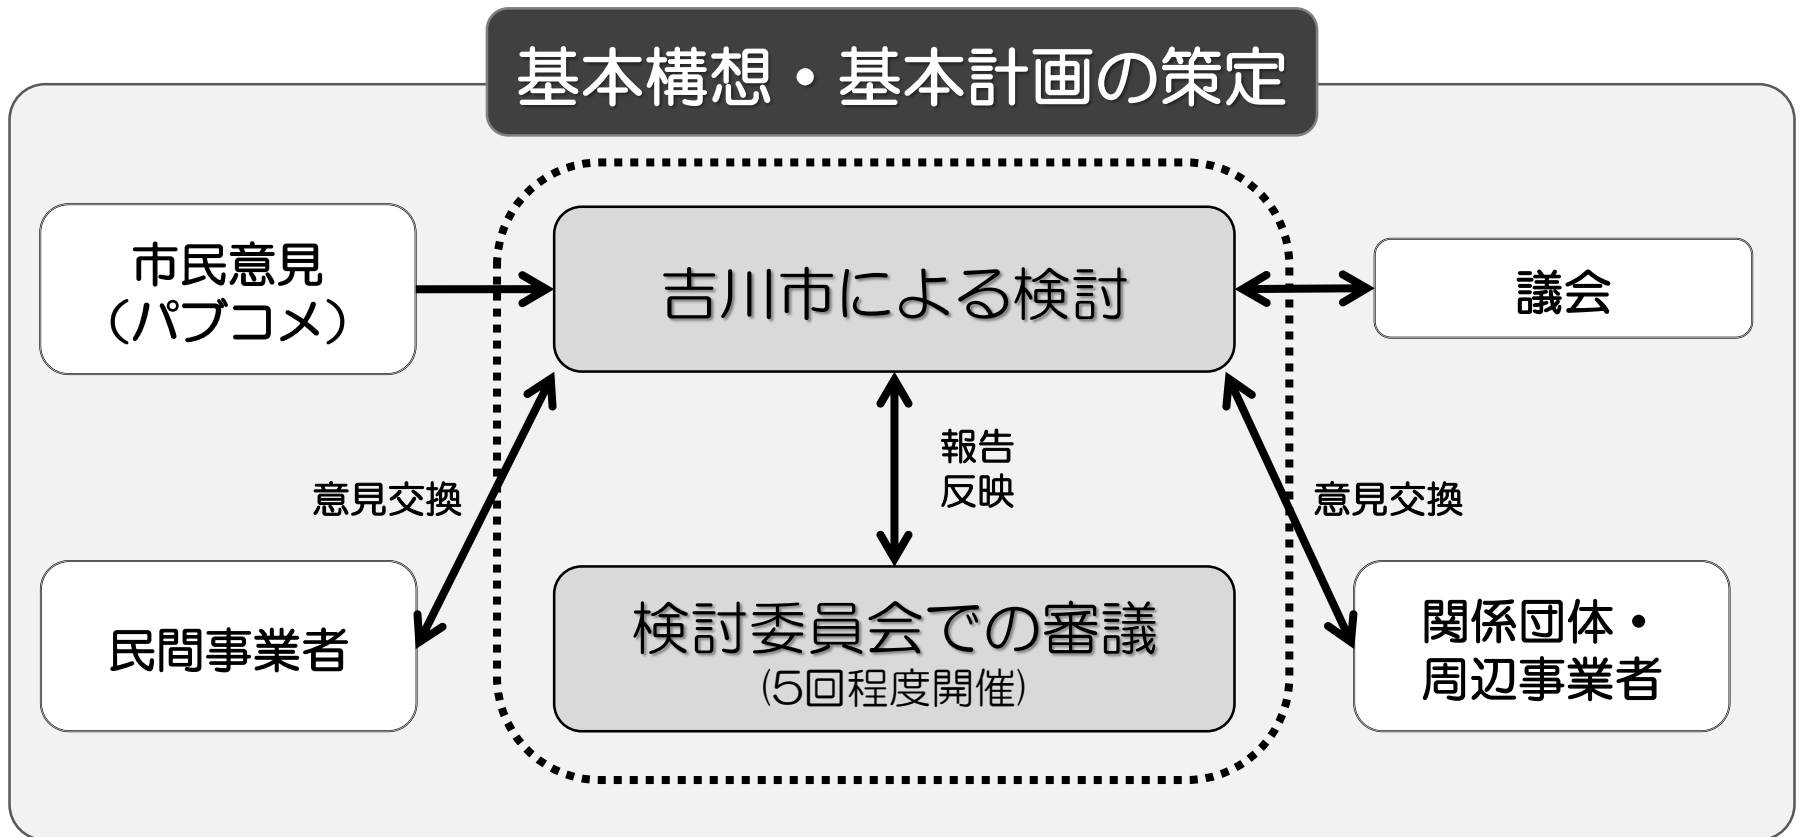 基本構想・基本計画の策定
市民意見
（パブコメ）
吉川市による検討
議会
報告
反映
意見交換
意見交換
民間事業者
検討委員会での審議
(5回程度開催)
関係団体・
周辺事業者